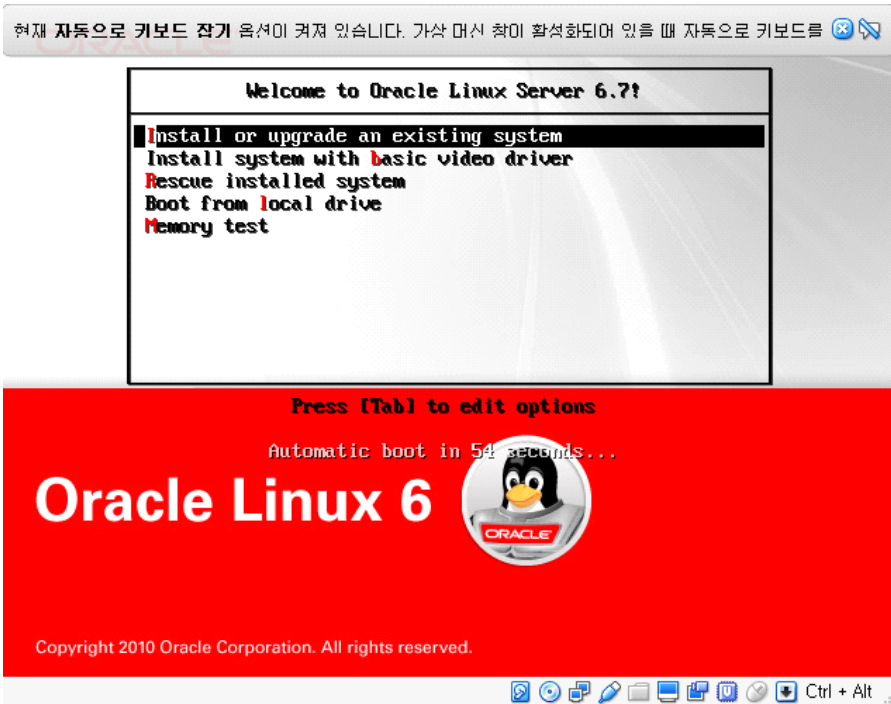 현재 자동으로 키보드 잡기 옵션이 켜져 있습니다. 가상 머신 창이 활성화되어 있을 때 자동으로 키보드를
ORACLE
Welcome to Oracle Linux Server 6.7!
Install or upgrade an existing system
Install system with basic video driver
Rescue installed system
Boot from local drive
Memory test
Press [Tab] to edit options
Automatic boot in 54 seconds...
Oracle Linux 6
ORACLE
Copyright 2010 Oracle Corporation. All rights reserved.
Ctrl + Alt